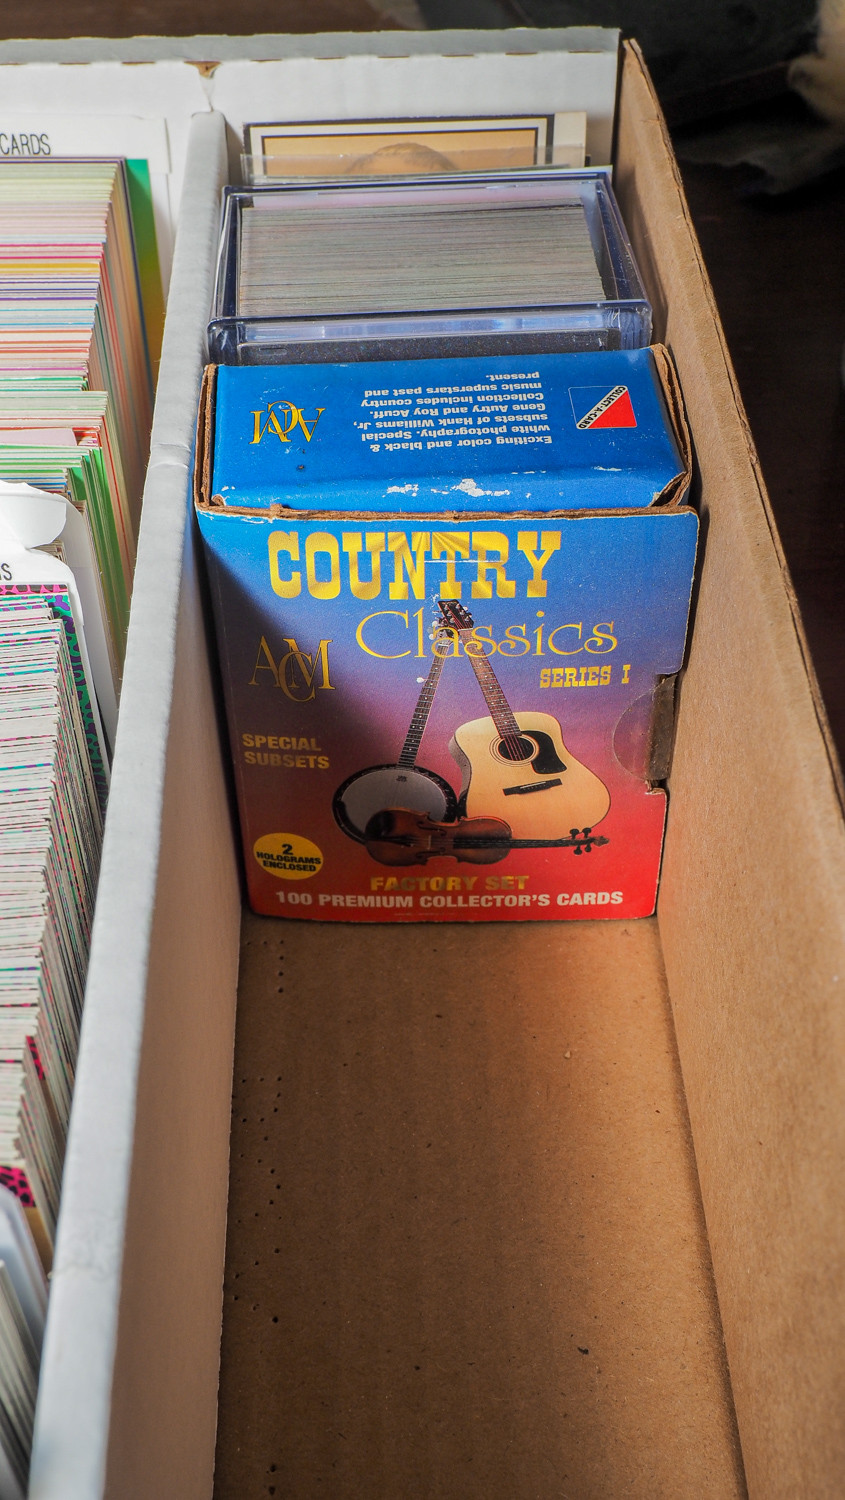 CARDS
S
Exciting color and black &
white photography. Special
subsets of Hank Williams Jr,
Gene Autry and Roy Acuff.
Collection includes country
music superstars past and
present.
ACM
COLLECT-A-CARD
COUNTRY
Classics
SERIES I
ACM
SPECIAL
SUBSETS
2
HOLOGRAMS
ENCLOSED
FACTORY SET
100 PREMIUM COLLECTOR'S CARDS